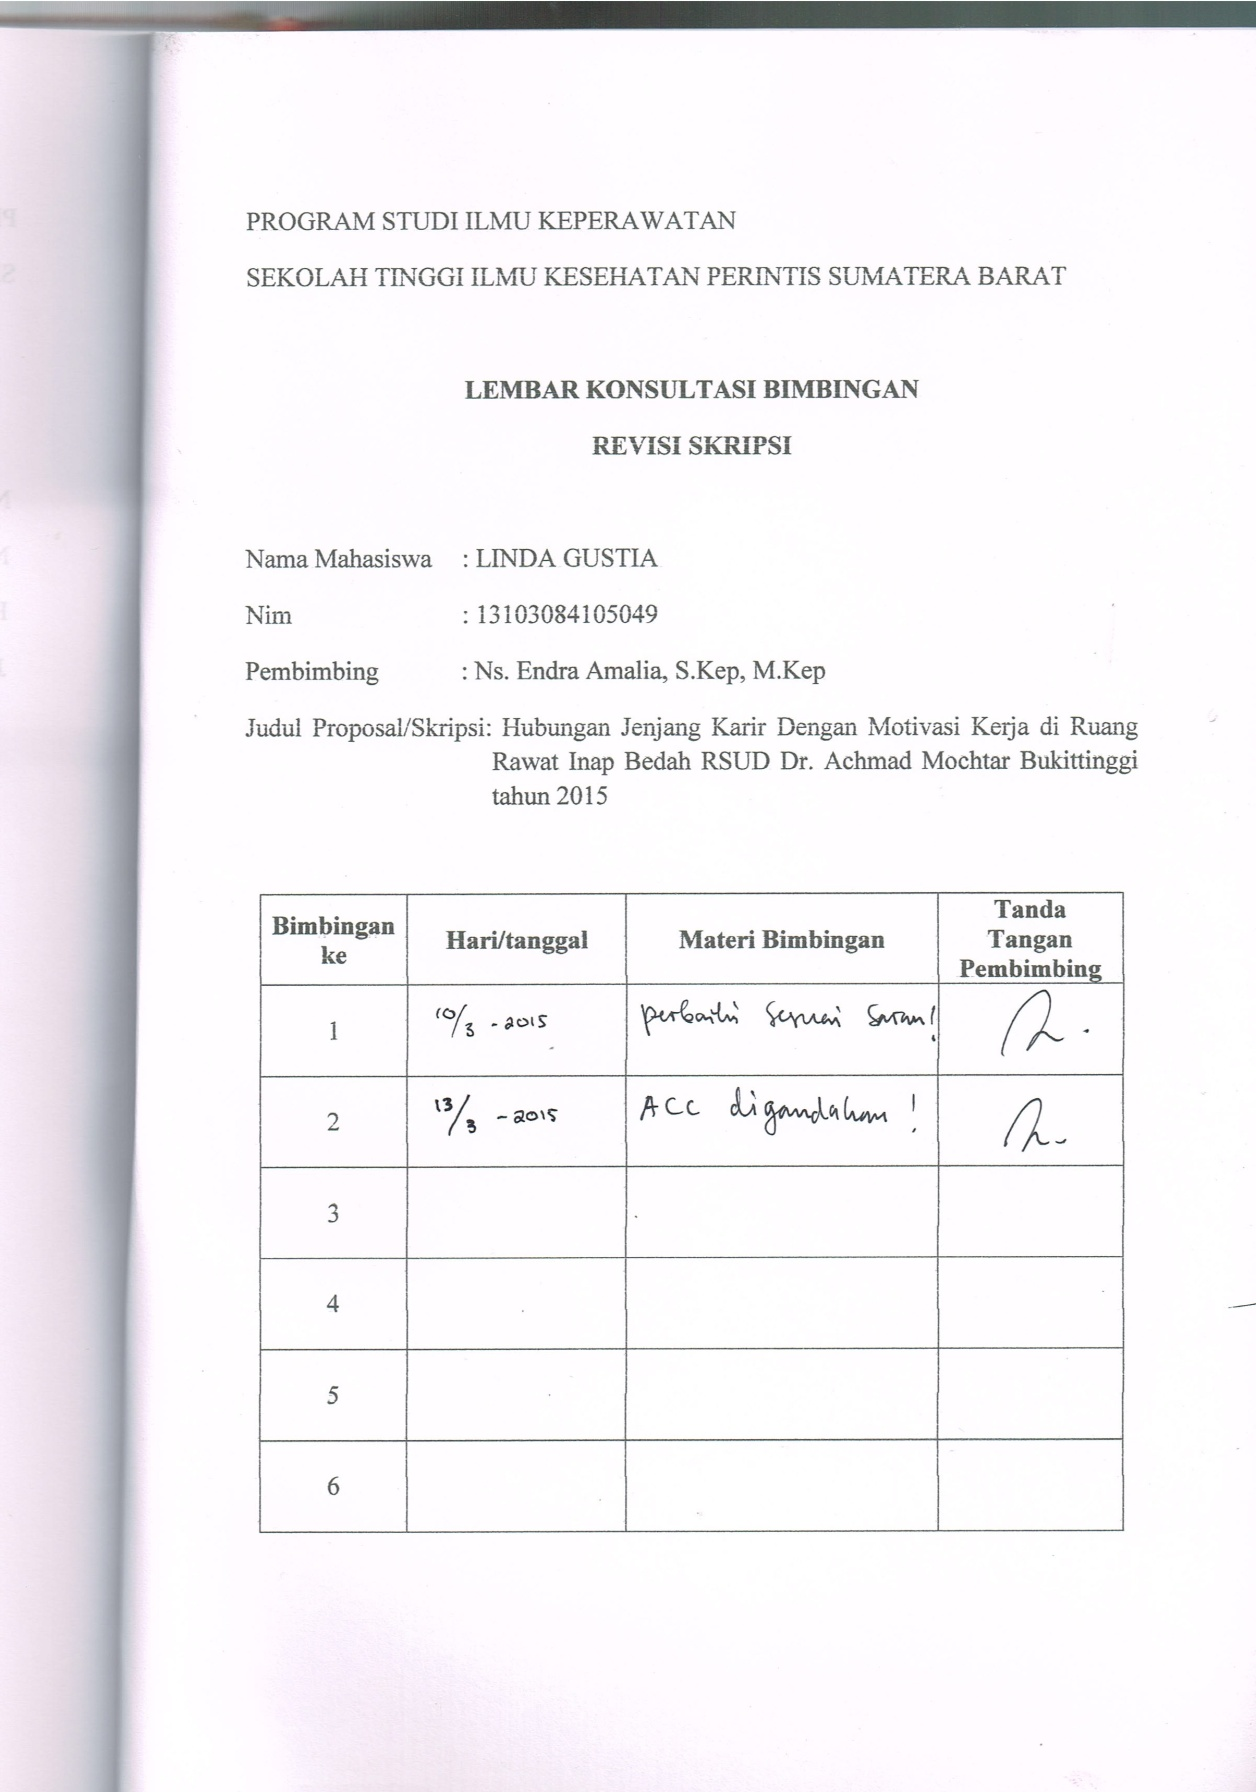 PROGRAM STUDI ILMU KEPERAWATAN
SEKOLAH TINGGI ILMU KESEHATAN PERINTIS SUMATERA BARAT
LEMBAR KONSULTASI BIMBINGAN
REVISI SKRIPSI
Nama Mahasiswa : LINDA GUSTIA
Nim : 13103084105049
Pembimbing : Ns. Endra Amalia, S.Kep, M.Kep
Judul Proposal/Skripsi: Hubungan Jenjang Karir Dengan Motivasi Kerja di Ruang
Rawat Inap Bedah RSUD Dr. Achmad Mochtar Bukittinggi
tahun 2015
Bimbingan ke Hari/tanggal Materi Bimbingan Tanda Tangan Pembimbing
1 10/3 - 2015 perbaiki sesuai saran!
2 13/3 - 2015 ACC digandakan !
3
4
5
6